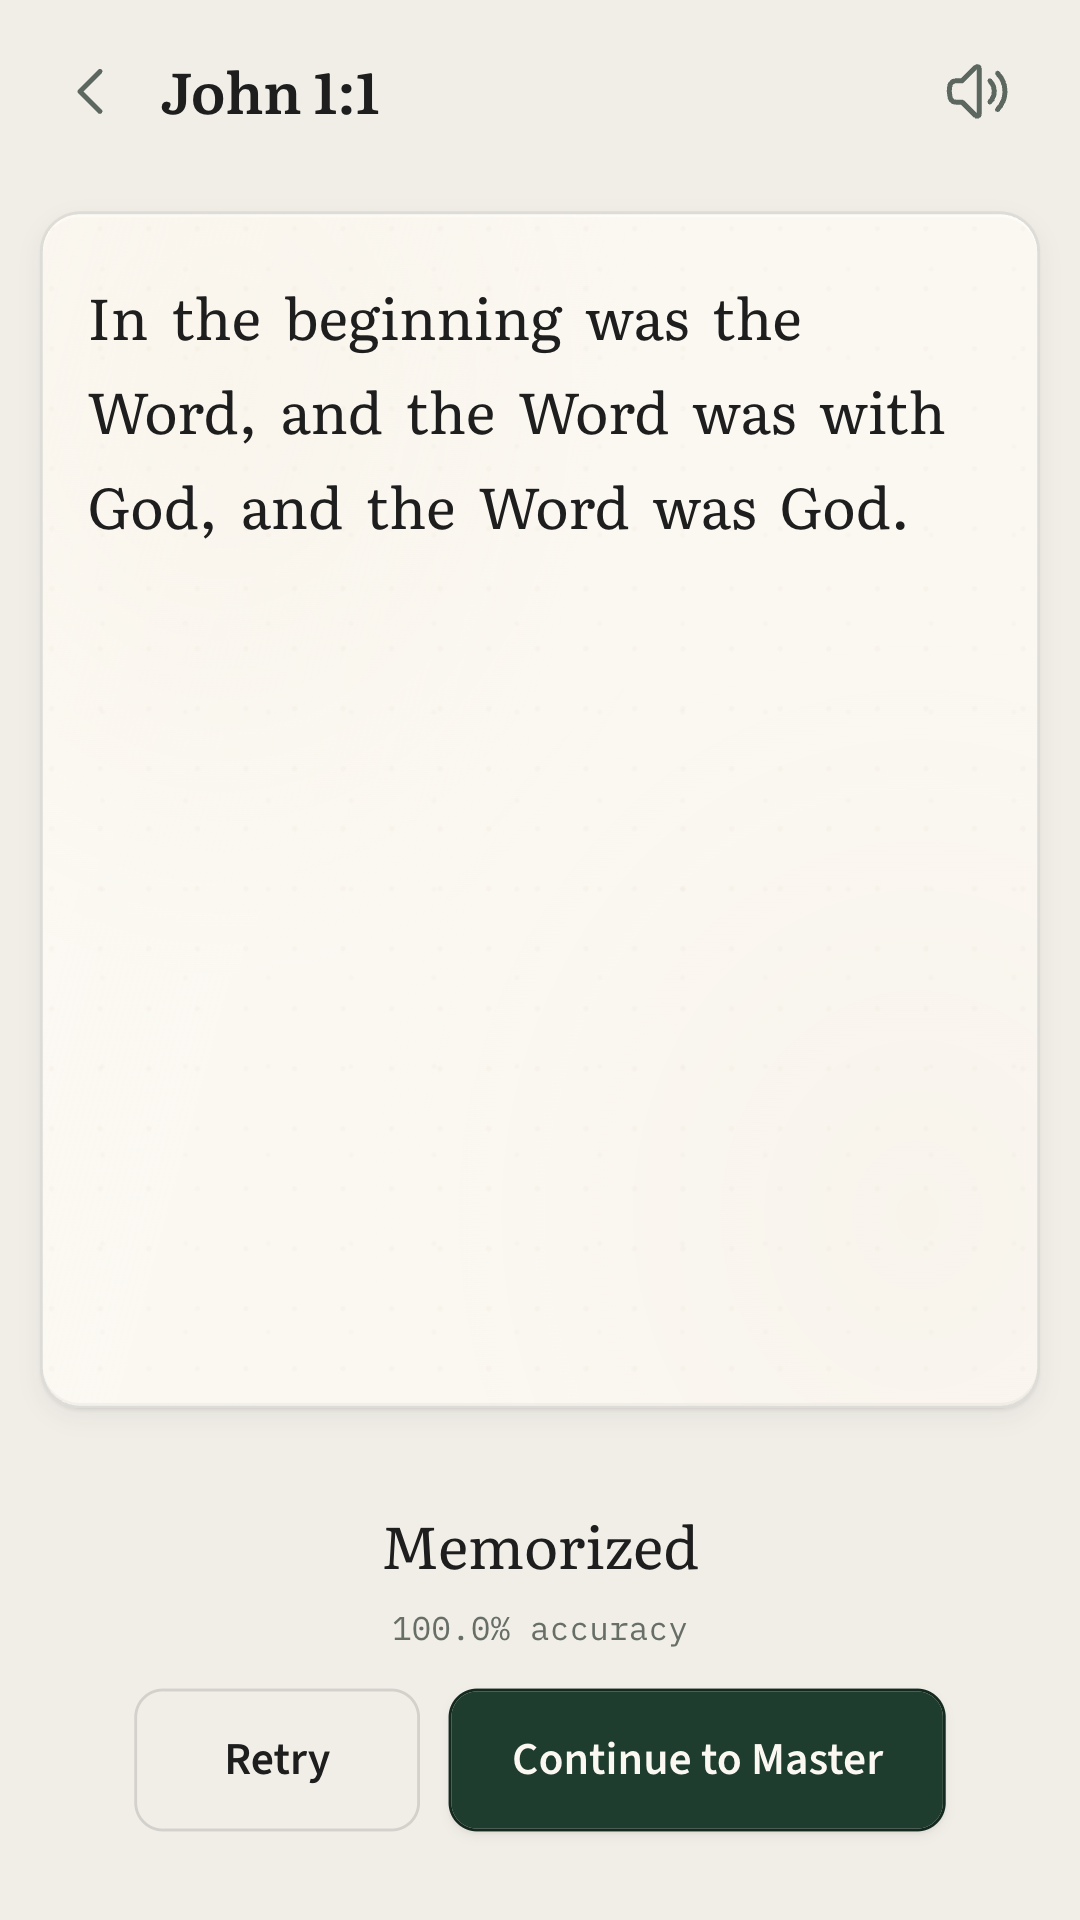 John 1:1
In the beginning was the
Word, and the Word was with
God, and the Word was God.
Memorized
100.0% accuracy
Retry
Continue to Master